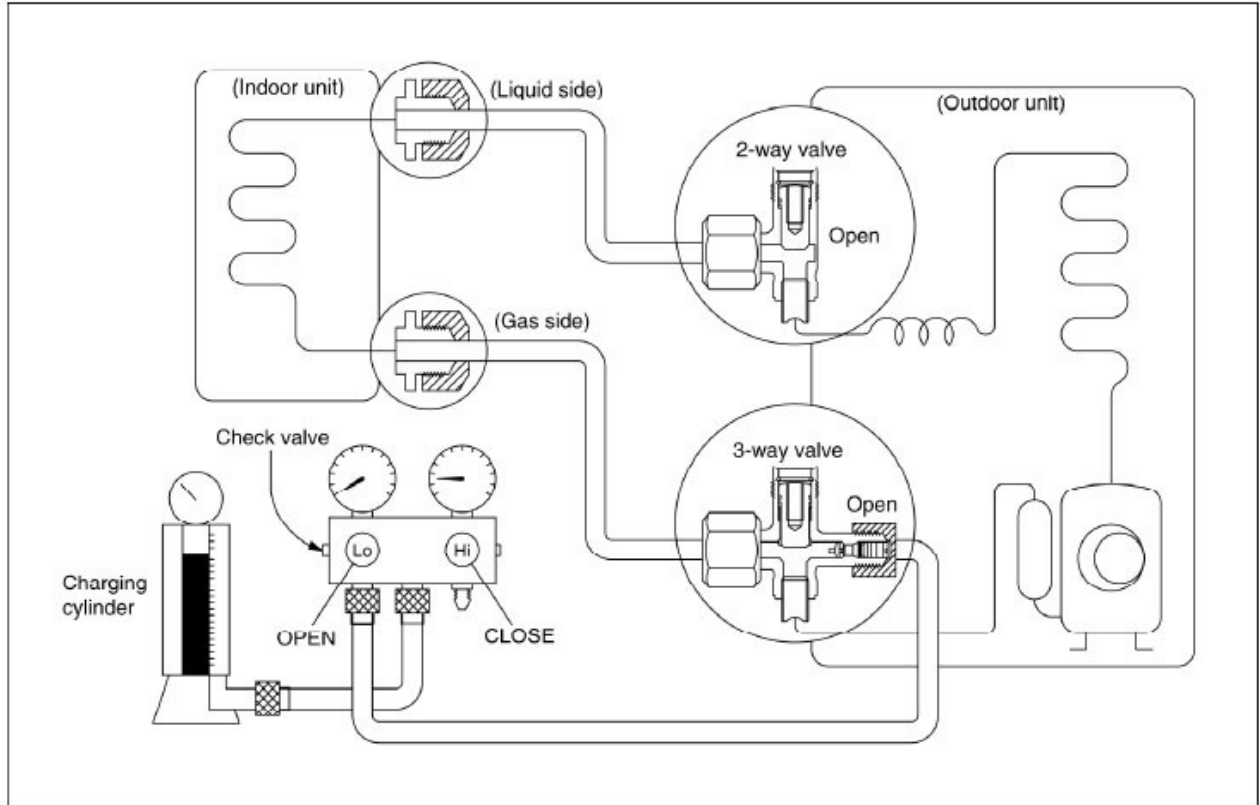 (Indoor unit)
(Liquid side)
(Outdoor unit)
2-way valve
Open
(Gas side)
Check valve
3-way valve
Open
Lo
Hi
Charging
cylinder
OPEN
CLOSE